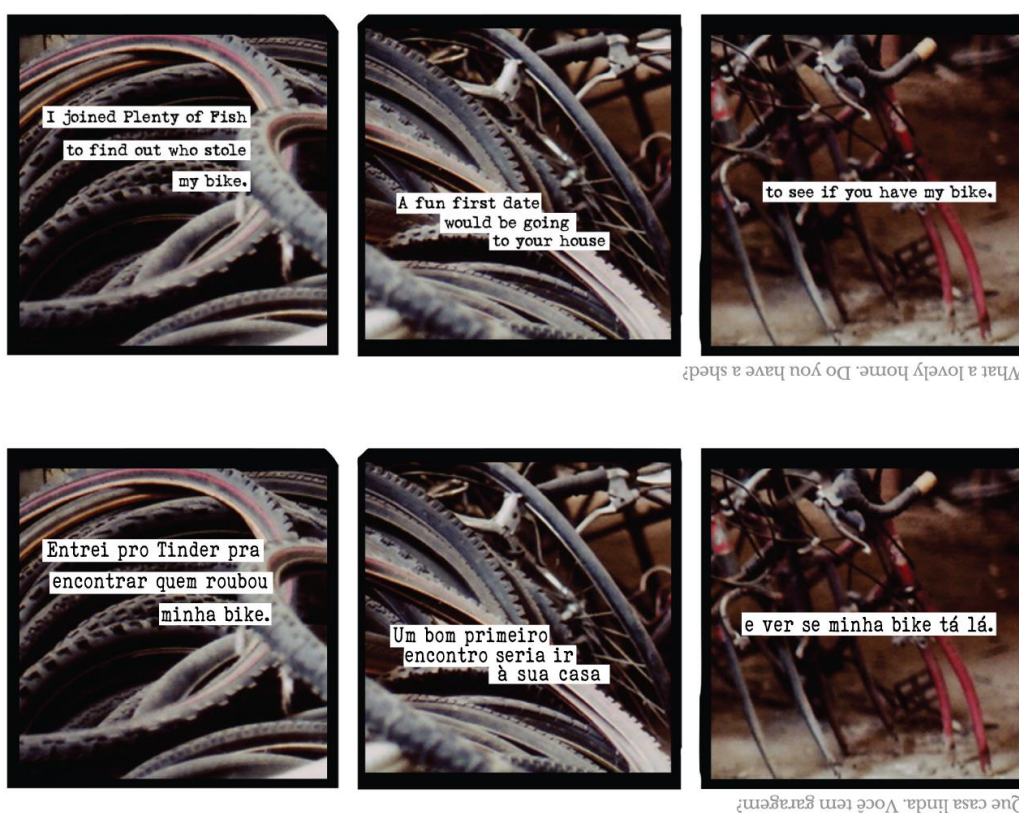 I joined Plenty of Fish
to find out who stole
my bike.
A fun first date
would be going
to your house
to see if you have my bike.
What a lovely home. Do you have a shed?
Entrei pro Tinder pra
encontrar quem roubou
minha bike.
Um bom primeiro
encontro seria ir
à sua casa
e ver se minha bike tá lá.
Que casa linda. Você tem garagem?